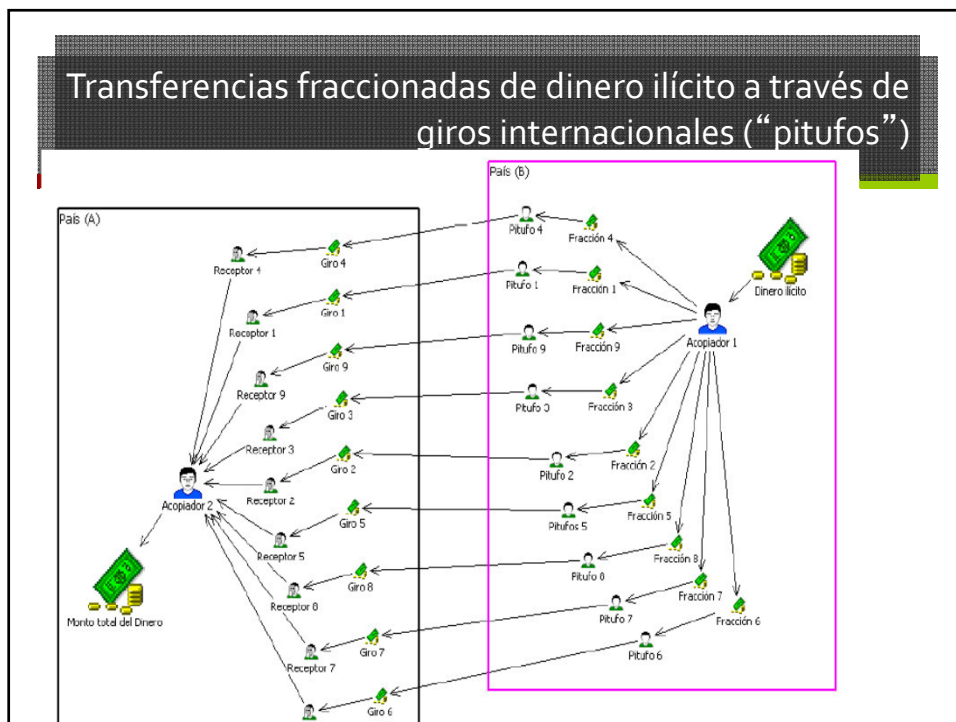 Transferencias fraccionadas de dinero ilícito a través de
giros internacionales (“pitufos”)
País (B)
País (A)
Pitufo 4
Fracción 4
Giro 4
Receptor 4
Dinero ilícito
Pitufo 1
Fracción 1
Giro 1
Receptor 1
Acopiador 1
Pitufo 9
Fracción 9
Giro 9
Receptor 9
Pitufo 3
Fracción 3
Giro 3
Receptor 3
Pitufo 2
Fracción 2
Giro 2
Receptor 2
Acopiador 2
Pitufos 5
Fracción 5
Giro 5
Receptor 5
Pitufo 8
Fracción 8
Giro 8
Receptor 8
Monto total del Dinero
Pitufo 7
Fracción 7
Giro 7
Receptor 7
Pitufo 6
Fracción 6
Giro 6